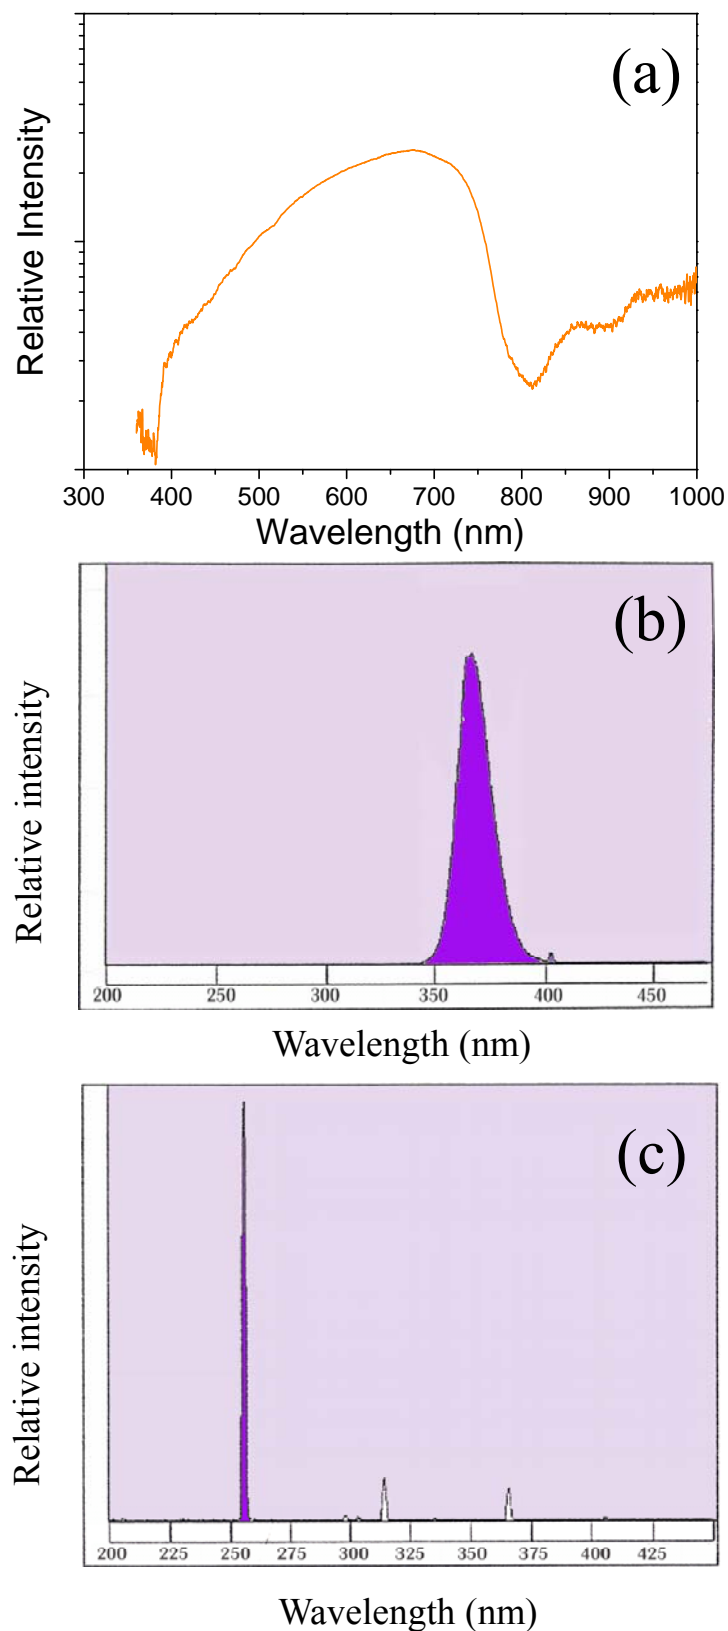 (a)
Relative Intensity
300 400 500 600 700 800 900 1000
Wavelength (nm)
(b)
Relative intensity
200 250 300 350 400 450
Wavelength (nm)
(c)
Relative intensity
200 225 250 275 300 325 350 375 400 425
Wavelength (nm)